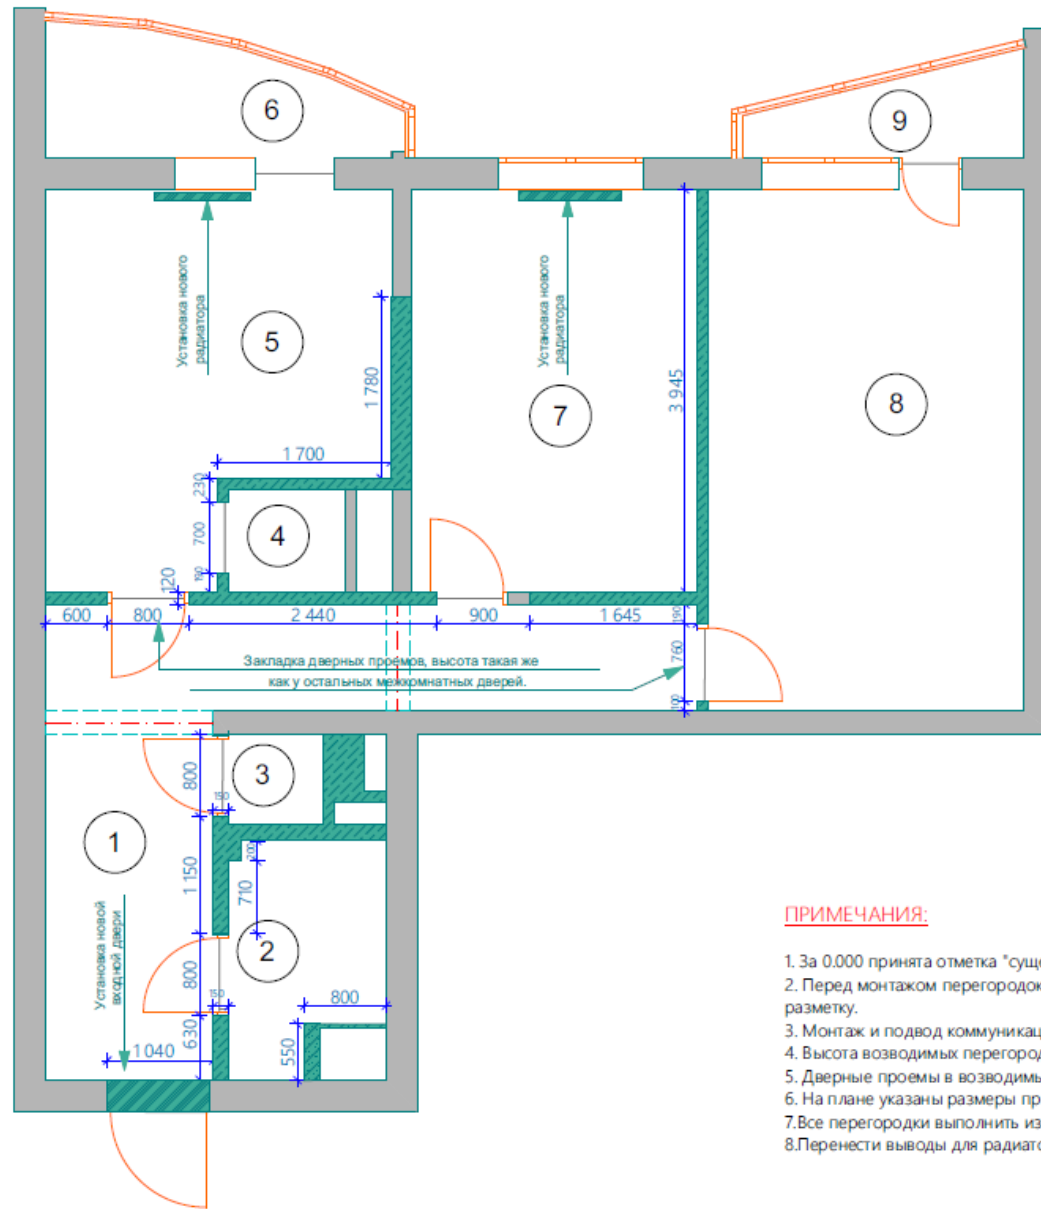 6
9
Установка нового
радиатора
5
1 780
Установка нового
радиатора
7
3 945
8
1 700
230
700
190
4
120
600
800
2 440
900
1 645
190
760
100
Закладка дверных проемов, высота такая же
как у остальных межкомнатных дверей.
800
150
3
1
1 150
200
710
2
Установка новой
входной двери
800
150
630
1 040
800
550
ПРИМЕЧАНИЯ:
1. За 0.000 принята отметка "сущ
2. Перед монтажом перегородок
разметку.
3. Монтаж и подвод коммуникац
4. Высота возводимых перегород
5. Дверные проемы в возводимы
6. На плане указаны размеры пр
7.Все перегородки выполнить из
8.Перенести выводы для радиато